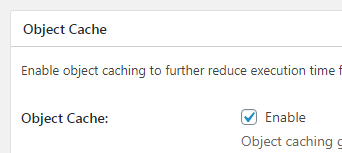 Object Cache
Enable object caching to further reduce execution time f
Object Cache: Enable
Object caching g